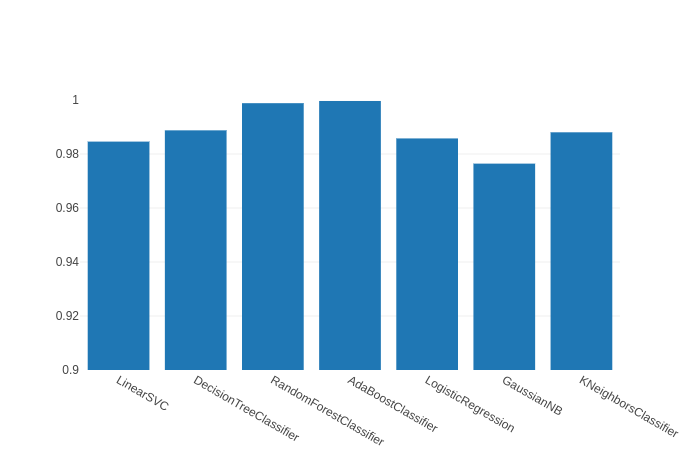 1
0.98
0.96
0.94
0.92
0.9
LinearSVC
DecisionTreeClassifier
RandomForestClassifier
AdaBoostClassifier
LogisticRegression
GaussianNB
KNeighborsClassifier